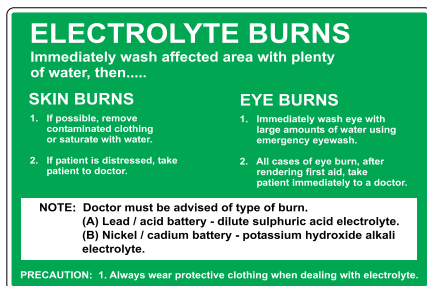 ELECTROLYTE BURNS
Immediately wash affected area with plenty
of water, then.....
SKIN BURNS
1. If possible, remove
contaminated clothing
or saturate with water.
2. If patient is distressed, take
patient to doctor.
EYE BURNS
1. Immediately wash eye with
large amounts of water using
emergency eyewash.
2. All cases of eye burn, after
rendering first aid, take
patient immediately to a doctor.
NOTE: Doctor must be advised of type of burn.
(A) Lead / acid battery - dilute sulphuric acid electrolyte.
(B) Nickel / cadium battery - potassium hydroxide alkali
electrolyte.
PRECAUTION: 1. Always wear protective clothing when dealing with electrolyte.